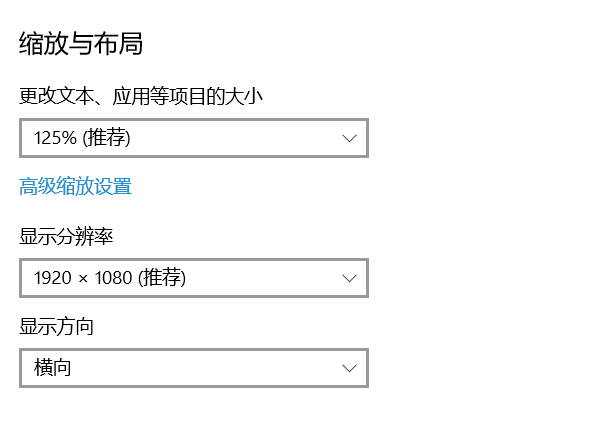 缩放与布局
更改文本、应用等项目的大小
125% (推荐)
高级缩放设置
显示分辨率
1920 × 1080 (推荐)
显示方向
横向